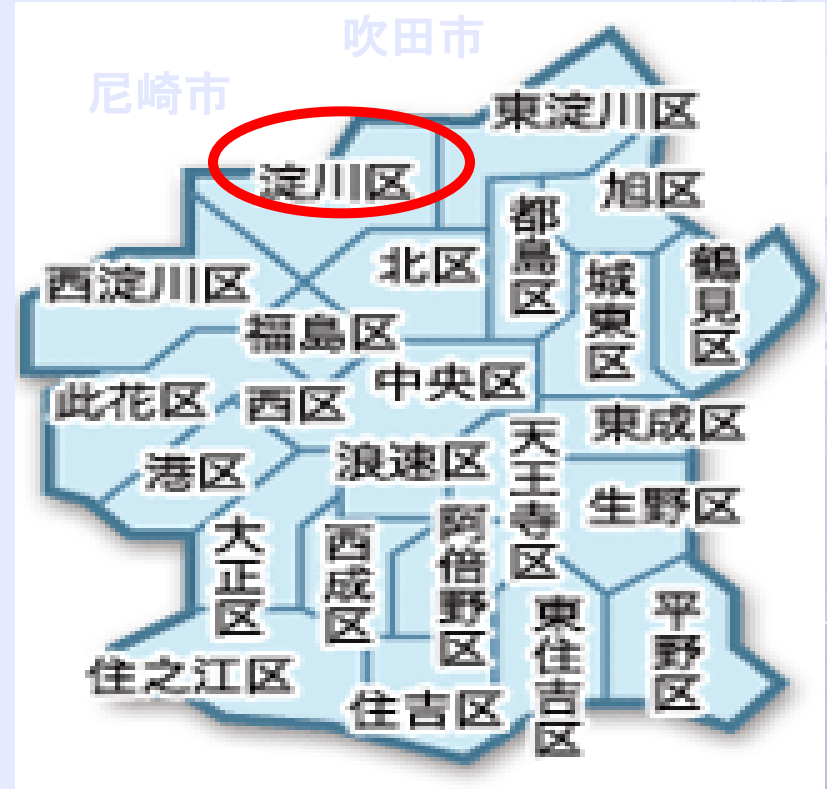 吹田市
尼崎市
東淀川区
淀川区
旭区
都島区
北区
鶴見区
西淀川区
城東区
福島区
中央区
此花区
西区
東成区
天王寺区
浪速区
港区
生野区
阿倍野区
大正区
西成区
東住吉区
平野区
住之江区
住吉区